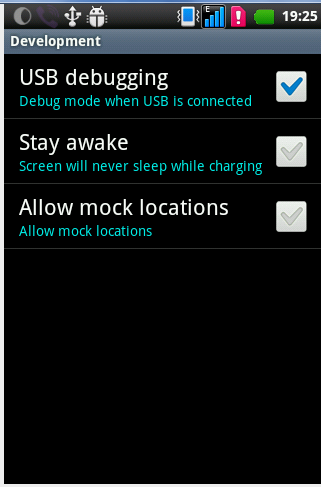 E
19:25
Development
USB debugging
Debug mode when USB is connected
Stay awake
Screen will never sleep while charging
Allow mock locations
Allow mock locations